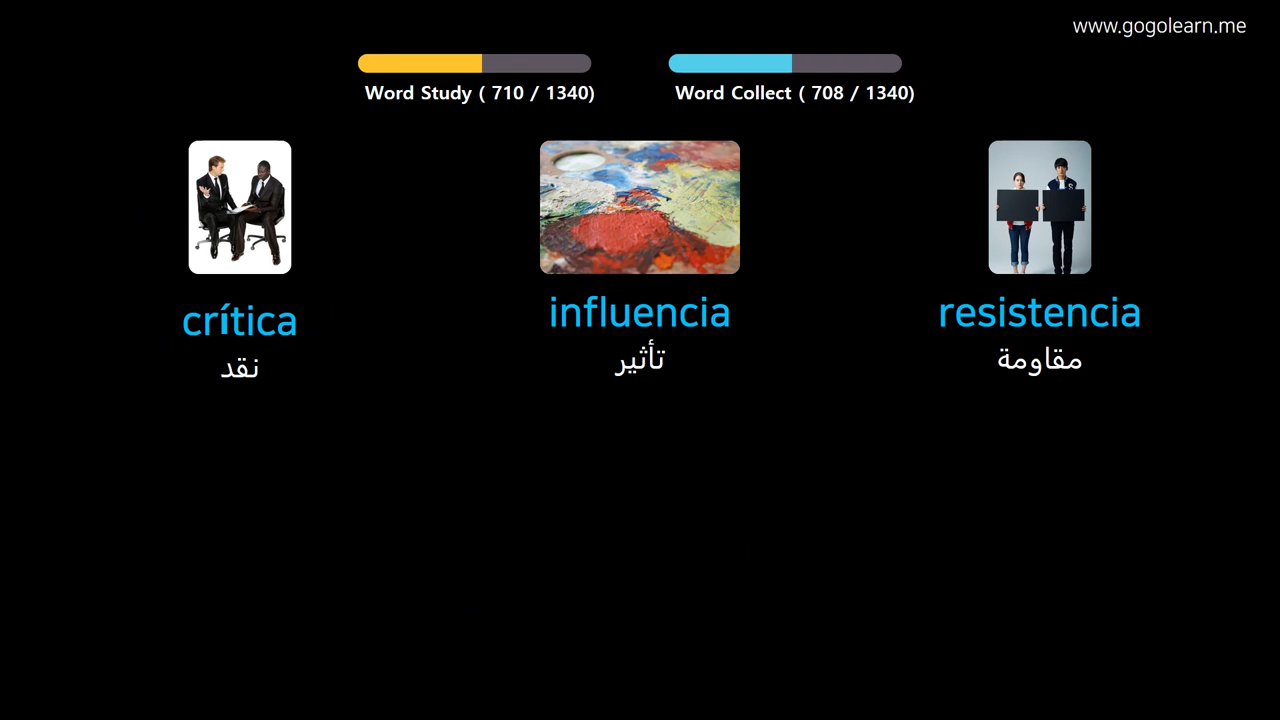 www.gogolearn.me
Word Study ( 710 / 1340)
Word Collect ( 708 / 1340)
crítica
نقد
influencia
تأثير
resistencia
مقاومة